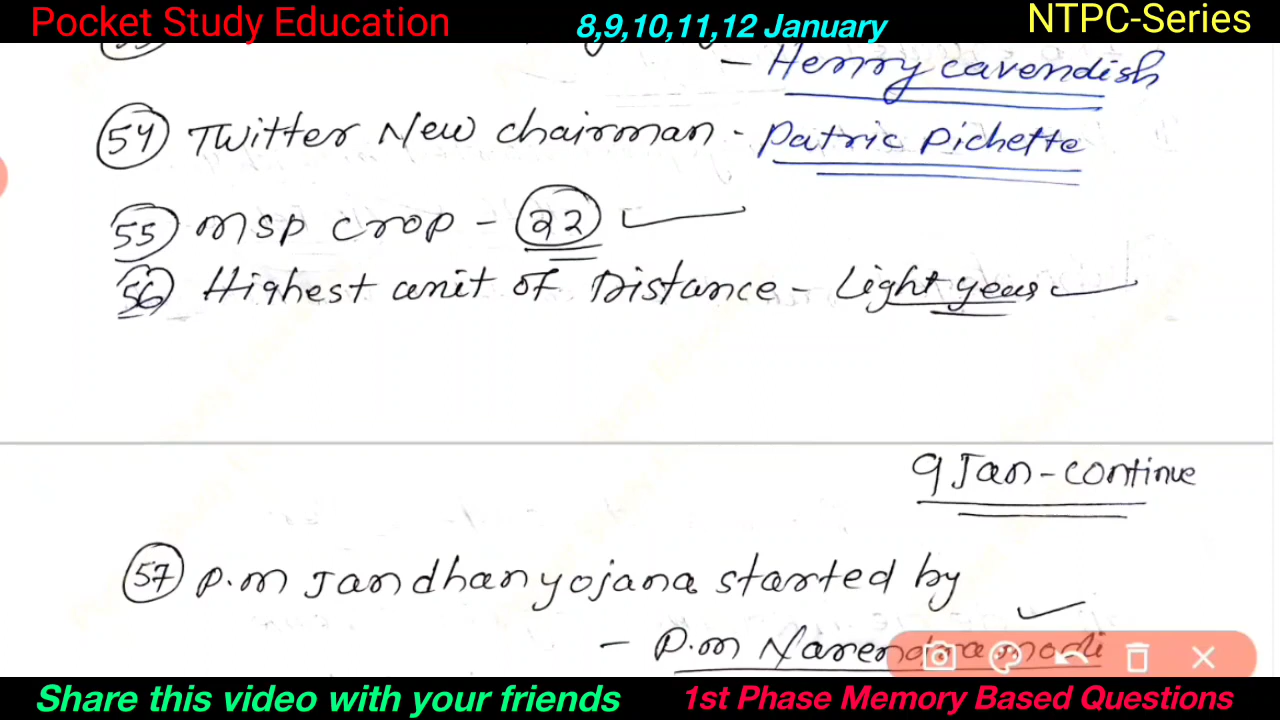 Pocket Study Education
8,9,10,11,12 January
NTPC-Series
- Henry cavendish
54 Twitter New chairman - Patric Pichette
55 MSP crop - 22
56 Highest unit of Distance - Light year
9 Jan - continue
57 P.m Jandhan yojana started by
- P.m Narendra modi
Share this video with your friends
1st Phase Memory Based Questions